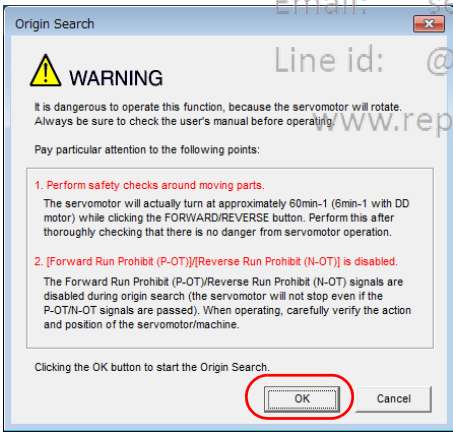 Email: se
Origin Search
Line id: @
WARNING
It is dangerous to operate this function, because the servomotor will rotate.
Always be sure to check the user's manual before operating.
www.rep
Pay particular attention to the following points:
1. Perform safety checks around moving parts.
The servomotor will actually turn at approximately 60min-1 (6min-1 with DD
motor) while clicking the FORWARD/REVERSE button. Perform this after
thoroughly checking that there is no danger from servomotor operation.
2. [Forward Run Prohibit (P-OT)]/[Reverse Run Prohibit (N-OT)] is disabled.
The Forward Run Prohibit (P-OT)/Reverse Run Prohibit (N-OT) signals are
disabled during origin search (the servomotor will not stop even if the
P-OT/N-OT signals are passed). When operating, carefully verify the action
and position of the servomotor/machine.
Clicking the OK button to start the Origin Search.
OK
Cancel